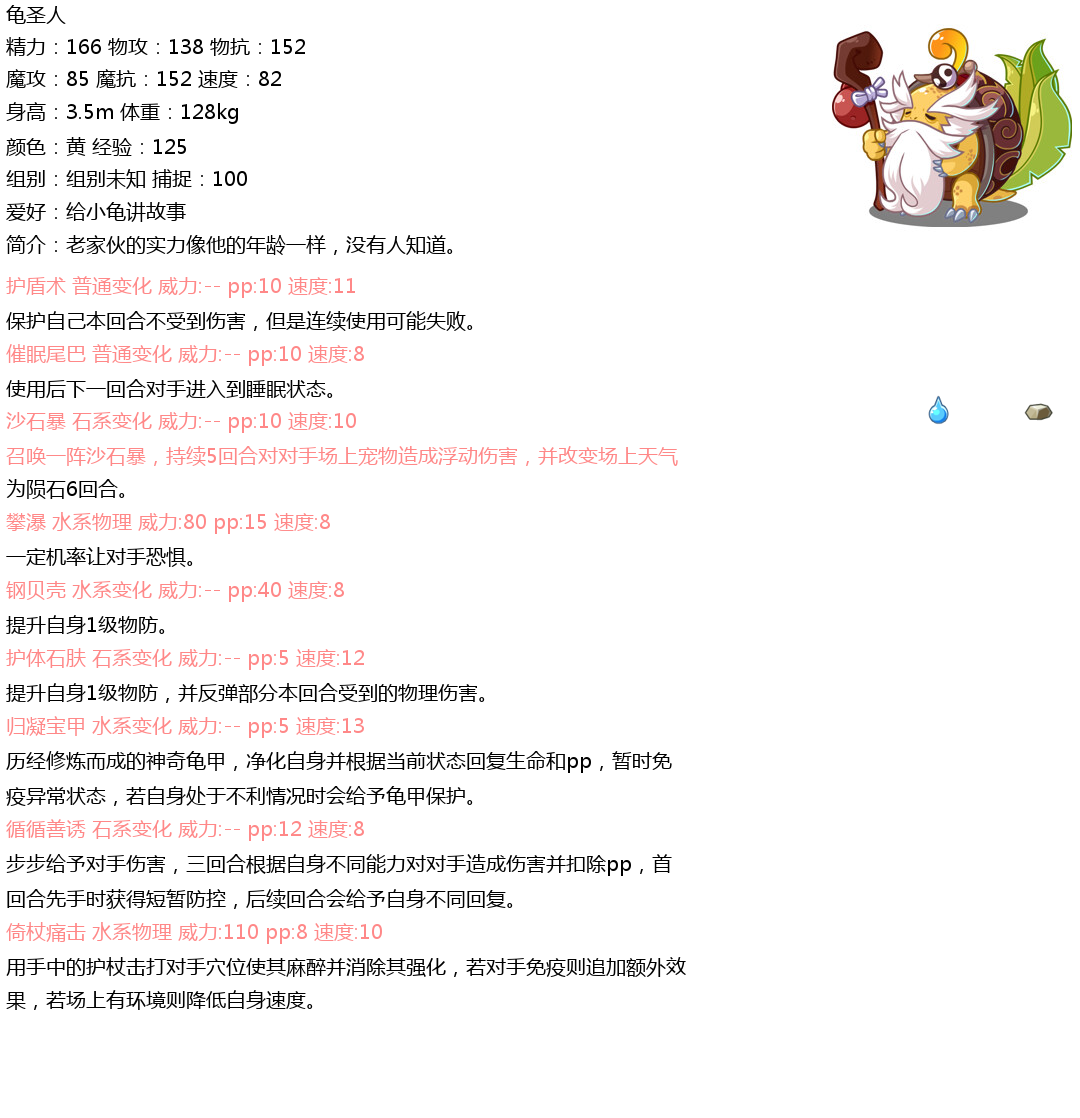 龟圣人
精力：166 物攻：138 物抗：152
魔攻：85 魔抗：152 速度：82
身高：3.5m 体重：128kg
颜色：黄 经验：125
组别：组别未知 捕捉：100
爱好：给小龟讲故事
简介：老家伙的实力像他的年龄一样，没有人知道。
护盾术 普通变化 威力:-- pp:10 速度:11
保护自己本回合不受到伤害，但是连续使用可能失败。
催眠尾巴 普通变化 威力:-- pp:10 速度:8
使用后下一回合对手进入到睡眠状态。
沙石暴 石系变化 威力:-- pp:10 速度:10
召唤一阵沙石暴，持续5回合对对手场上宠物造成浮动伤害，并改变场上天气
为陨石6回合。
攀瀑 水系物理 威力:80 pp:15 速度:8
一定机率让对手恐惧。
钢贝壳 水系变化 威力:-- pp:40 速度:8
提升自身1级物防。
护体石肤 石系变化 威力:-- pp:5 速度:12
提升自身1级物防，并反弹部分本回合受到的物理伤害。
归凝宝甲 水系变化 威力:-- pp:5 速度:13
历经修炼而成的神奇龟甲，净化自身并根据当前状态回复生命和pp，暂时免
疫异常状态，若自身处于不利情况时会给予龟甲保护。
循循善诱 石系变化 威力:-- pp:12 速度:8
步步给予对手伤害，三回合根据自身不同能力对对手造成伤害并扣除pp，首
回合先手时获得短暂防控，后续回合会给予自身不同回复。
倚杖痛击 水系物理 威力:110 pp:8 速度:10
用手中的护杖击打对手穴位使其麻醉并消除其强化，若对手免疫则追加额外效
果，若场上有环境则降低自身速度。